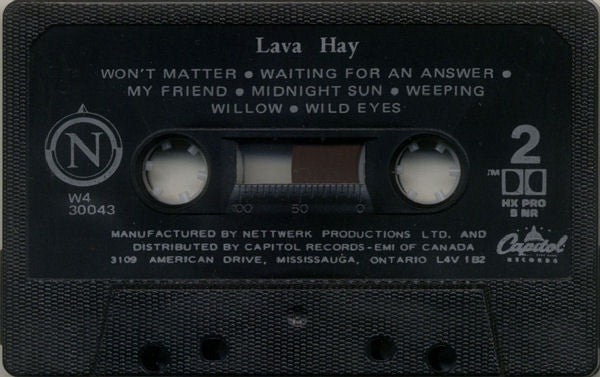 Lava Hay
WON'T MATTER • WAITING FOR AN ANSWER •
MY FRIEND • MIDNIGHT SUN • WEEPING
WILLOW • WILD EYES
N
W4
30043
100 50 0
2
TM
HX PRO
B NR
MANUFACTURED BY NETTWERK PRODUCTIONS LTD. AND
DISTRIBUTED BY CAPITOL RECORDS-EMI OF CANADA
3109 AMERICAN DRIVE, MISSISSAUGA, ONTARIO L4V 1B2
Capitol
RECORDS